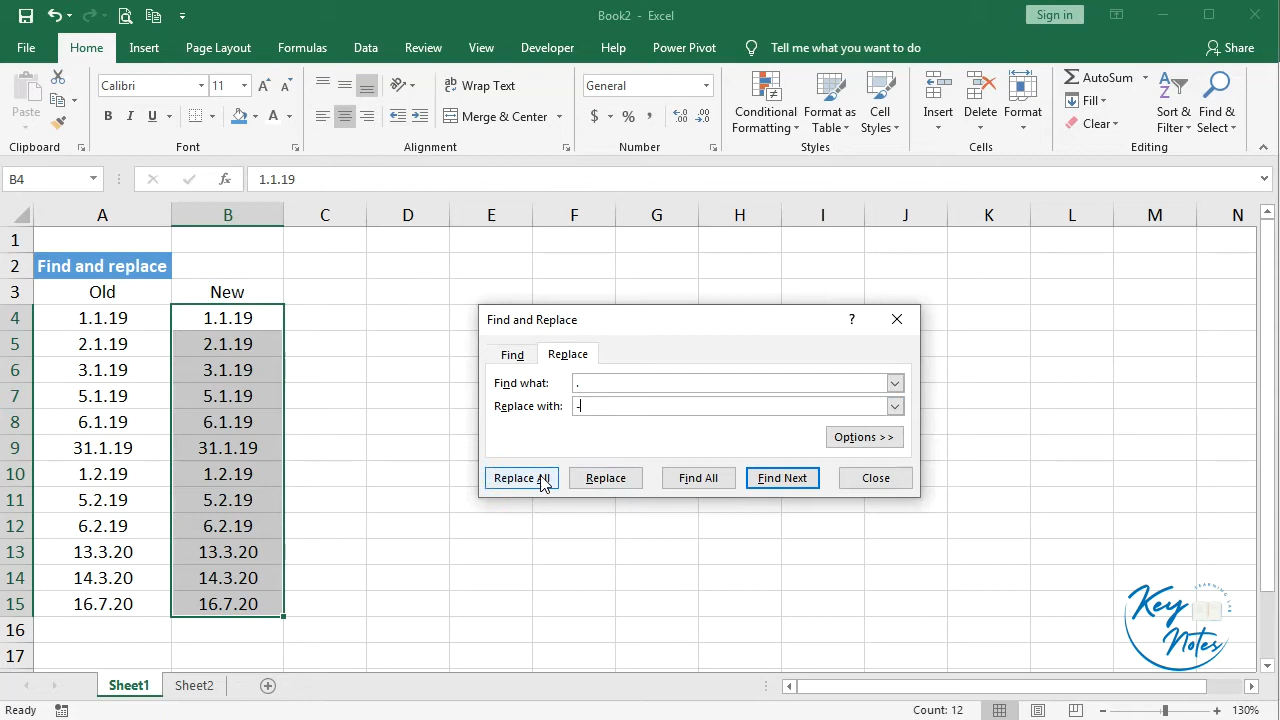 Book2 - Excel
Sign in
File Home Insert Page Layout Formulas Data Review View Developer Help Power Pivot Tell me what you want to do Share
Paste
Clipboard
Calibri 11
B I U
Font
Wrap Text
Merge & Center
Alignment
General
$ % ,
Number
Conditional Formatting
Format as Table
Cell Styles
Styles
Insert Delete Format
Cells
AutoSum
Fill
Clear
Sort & Filter
Find & Select
Editing
B4 fx 1.1.19
A B C D E F G H I J K L M N
1
2 Find and replace
3 Old New
4 1.1.19 1.1.19
5 2.1.19 2.1.19
6 3.1.19 3.1.19
7 5.1.19 5.1.19
8 6.1.19 6.1.19
9 31.1.19 31.1.19
10 1.2.19 1.2.19
11 5.2.19 5.2.19
12 6.2.19 6.2.19
13 13.3.20 13.3.20
14 14.3.20 14.3.20
15 16.7.20 16.7.20
16
17
Find and Replace ?
Find Replace
Find what: .
Replace with: -
Options >>
Replace All Replace Find All Find Next Close
LEARNING LAB
Key
Notes
Sheet1 Sheet2
Ready Count: 12 130%